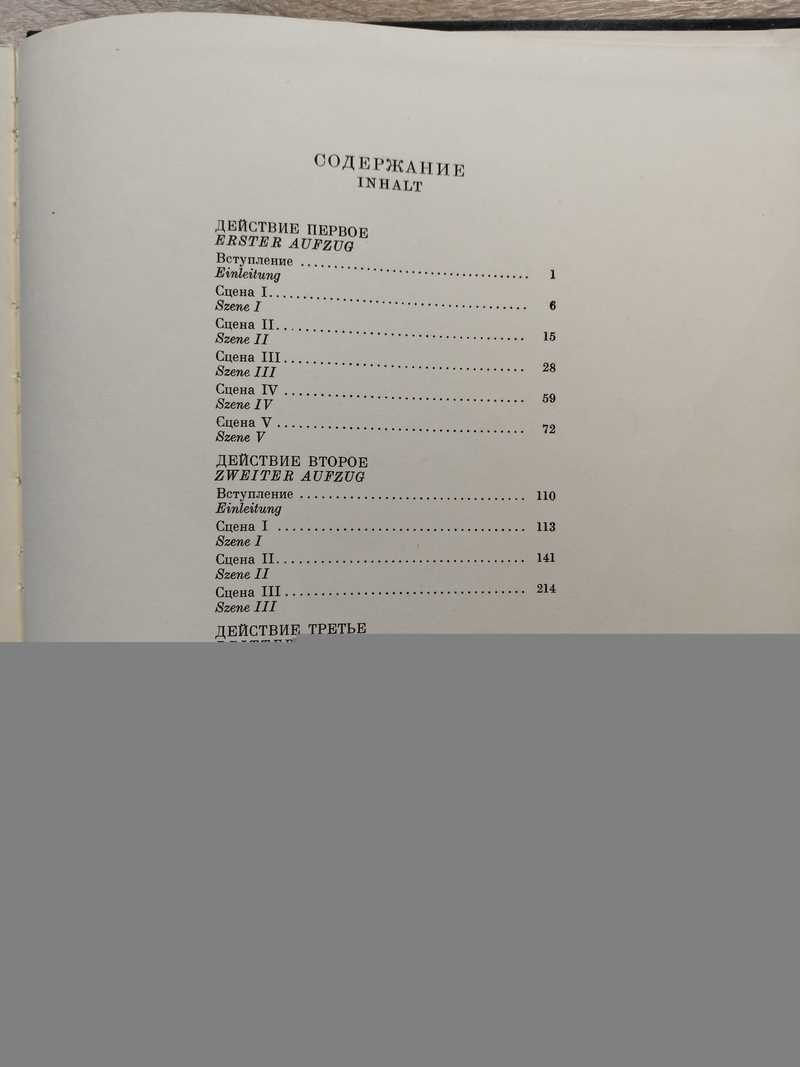 СОДЕРЖАНИЕ
INHALT
ДЕЙСТВИЕ ПЕРВОЕ
ERSTER AUFZUG
Вступление ........................................ 1
Einleitung
Сцена I........................................ 6
Szene I
Сцена II........................................ 15
Szene II
Сцена III........................................ 28
Szene III
Сцена IV ........................................ 59
Szene IV
Сцена V ........................................ 72
Szene V
ДЕЙСТВИЕ ВТОРОЕ
ZWEITER AUFZUG
Вступление ........................................ 110
Einleitung
Сцена I ........................................ 113
Szene I
Сцена II........................................ 141
Szene II
Сцена III........................................ 214
Szene III
ДЕЙСТВИЕ ТРЕТЬЕ